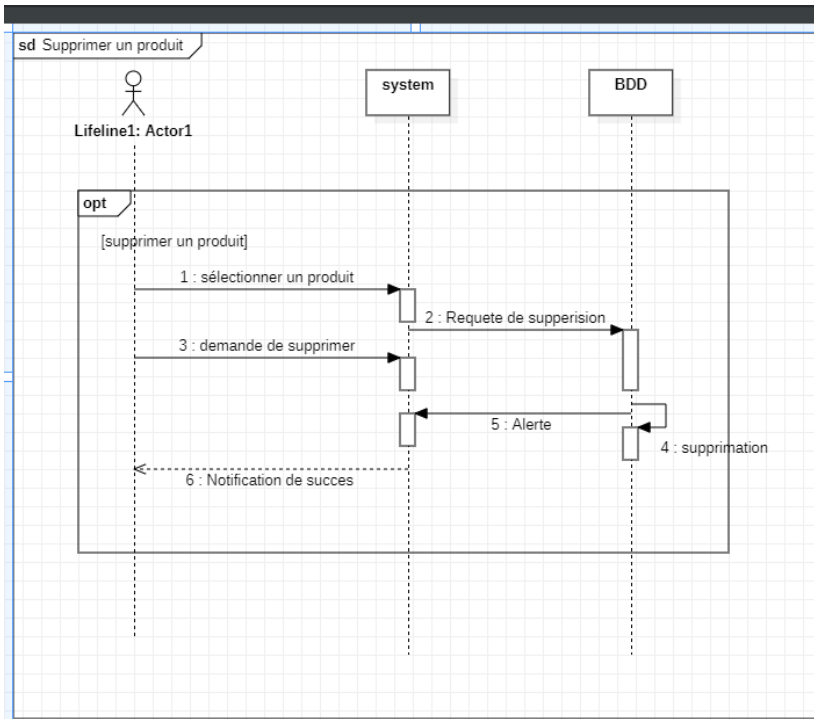 sd Supprimer un produit
system
BDD
Lifeline1: Actor1
opt
[supprimer un produit]
1 : sélectionner un produit
2 : Requete de supperision
3 : demande de supprimer
5 : Alerte
4 : supprimation
6 : Notification de succes